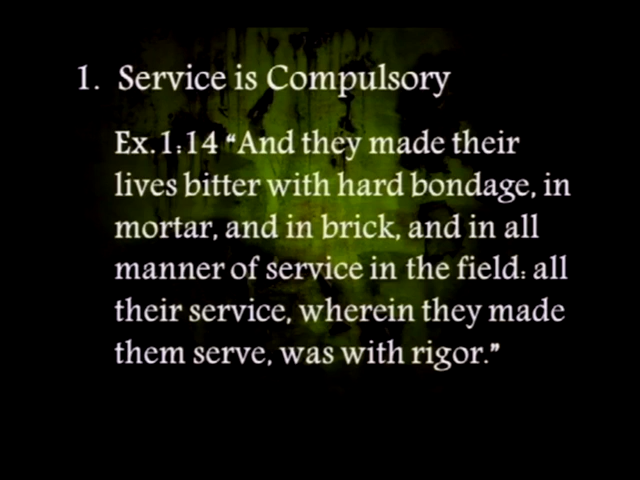 1. Service is Compulsory
Ex.1:14 “And they made their
lives bitter with hard bondage, in
mortar, and in brick, and in all
manner of service in the field: all
their service, wherein they made
them serve, was with rigor.”